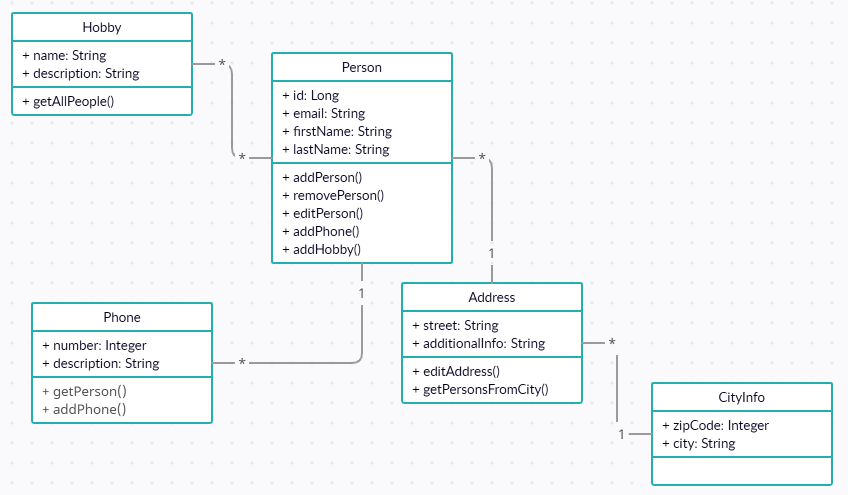 Hobby
+ name: String
+ description: String
+ getAllPeople()
*
*
Person
+ id: Long
+ email: String
+ firstName: String
+ lastName: String
+ addPerson()
+ removePerson()
+ editPerson()
+ addPhone()
+ addHobby()
*
1
1
*
Phone
+ number: Integer
+ description: String
+ getPerson()
+ addPhone()
Address
+ street: String
+ additionalInfo: String
+ editAddress()
+ getPersonsFromCity()
*
1
CityInfo
+ zipCode: Integer
+ city: String